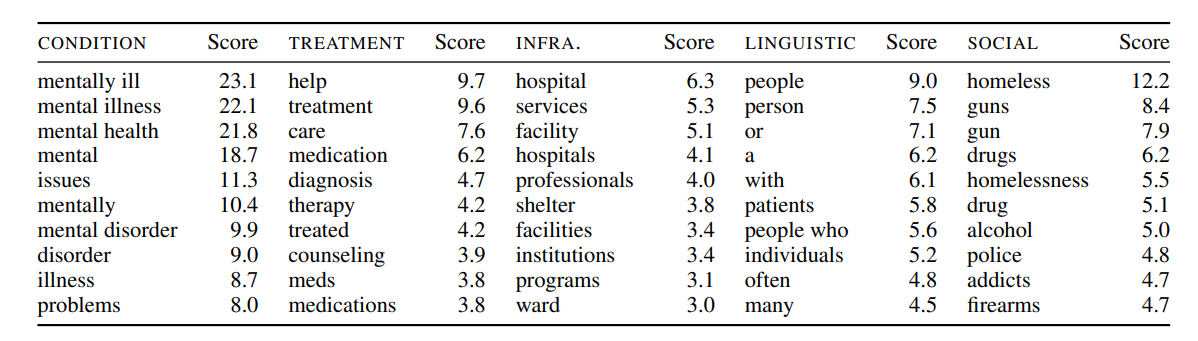 CONDITION Score TREATMENT Score INFRA. Score LINGUISTIC Score SOCIAL Score
mentally ill 23.1 help 9.7 hospital 6.3 people 9.0 homeless 12.2
mental illness 22.1 treatment 9.6 services 5.3 person 7.5 guns 8.4
mental health 21.8 care 7.6 facility 5.1 or 7.1 gun 7.9
mental 18.7 medication 6.2 hospitals 4.1 a 6.2 drugs 6.2
issues 11.3 diagnosis 4.7 professionals 4.0 with 6.1 homelessness 5.5
mentally 10.4 therapy 4.2 shelter 3.8 patients 5.8 drug 5.1
mental disorder 9.9 treated 4.2 facilities 3.4 people who 5.6 alcohol 5.0
disorder 9.0 counseling 3.9 institutions 3.4 individuals 5.2 police 4.8
illness 8.7 meds 3.8 programs 3.1 often 4.8 addicts 4.7
problems 8.0 medications 3.8 ward 3.0 many 4.5 firearms 4.7